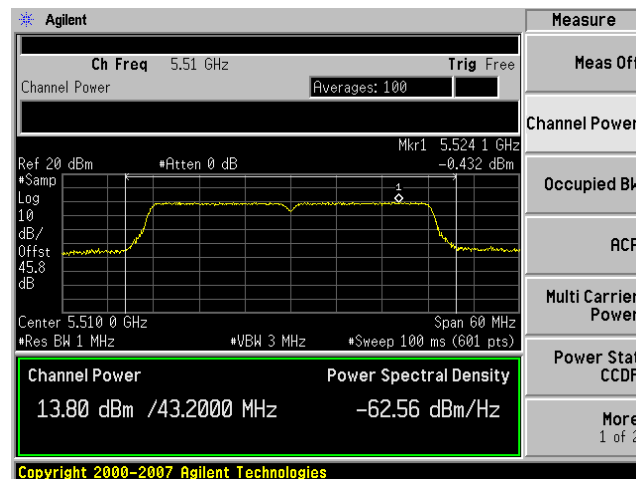 Agilent
Measure
Ch Freq 5.51 GHz Trig Free
Meas Off
Channel Power Averages: 100
Channel Power
Mkr1 5.524 1 GHz
Ref 20 dBm #Atten 0 dB -0.432 dBm
#Samp
Log
10
dB/
Offst
45.8
dB
1
Occupied BW
ACP
Multi Carrier
Power
Center 5.510 0 GHz Span 60 MHz
#Res BW 1 MHz #VBW 3 MHz #Sweep 100 ms (601 pts)
Channel Power Power Spectral Density
13.80 dBm /43.2000 MHz -62.56 dBm/Hz
Power Stat
CCDF
More
1 of 2
Copyright 2000-2007 Agilent Technologies